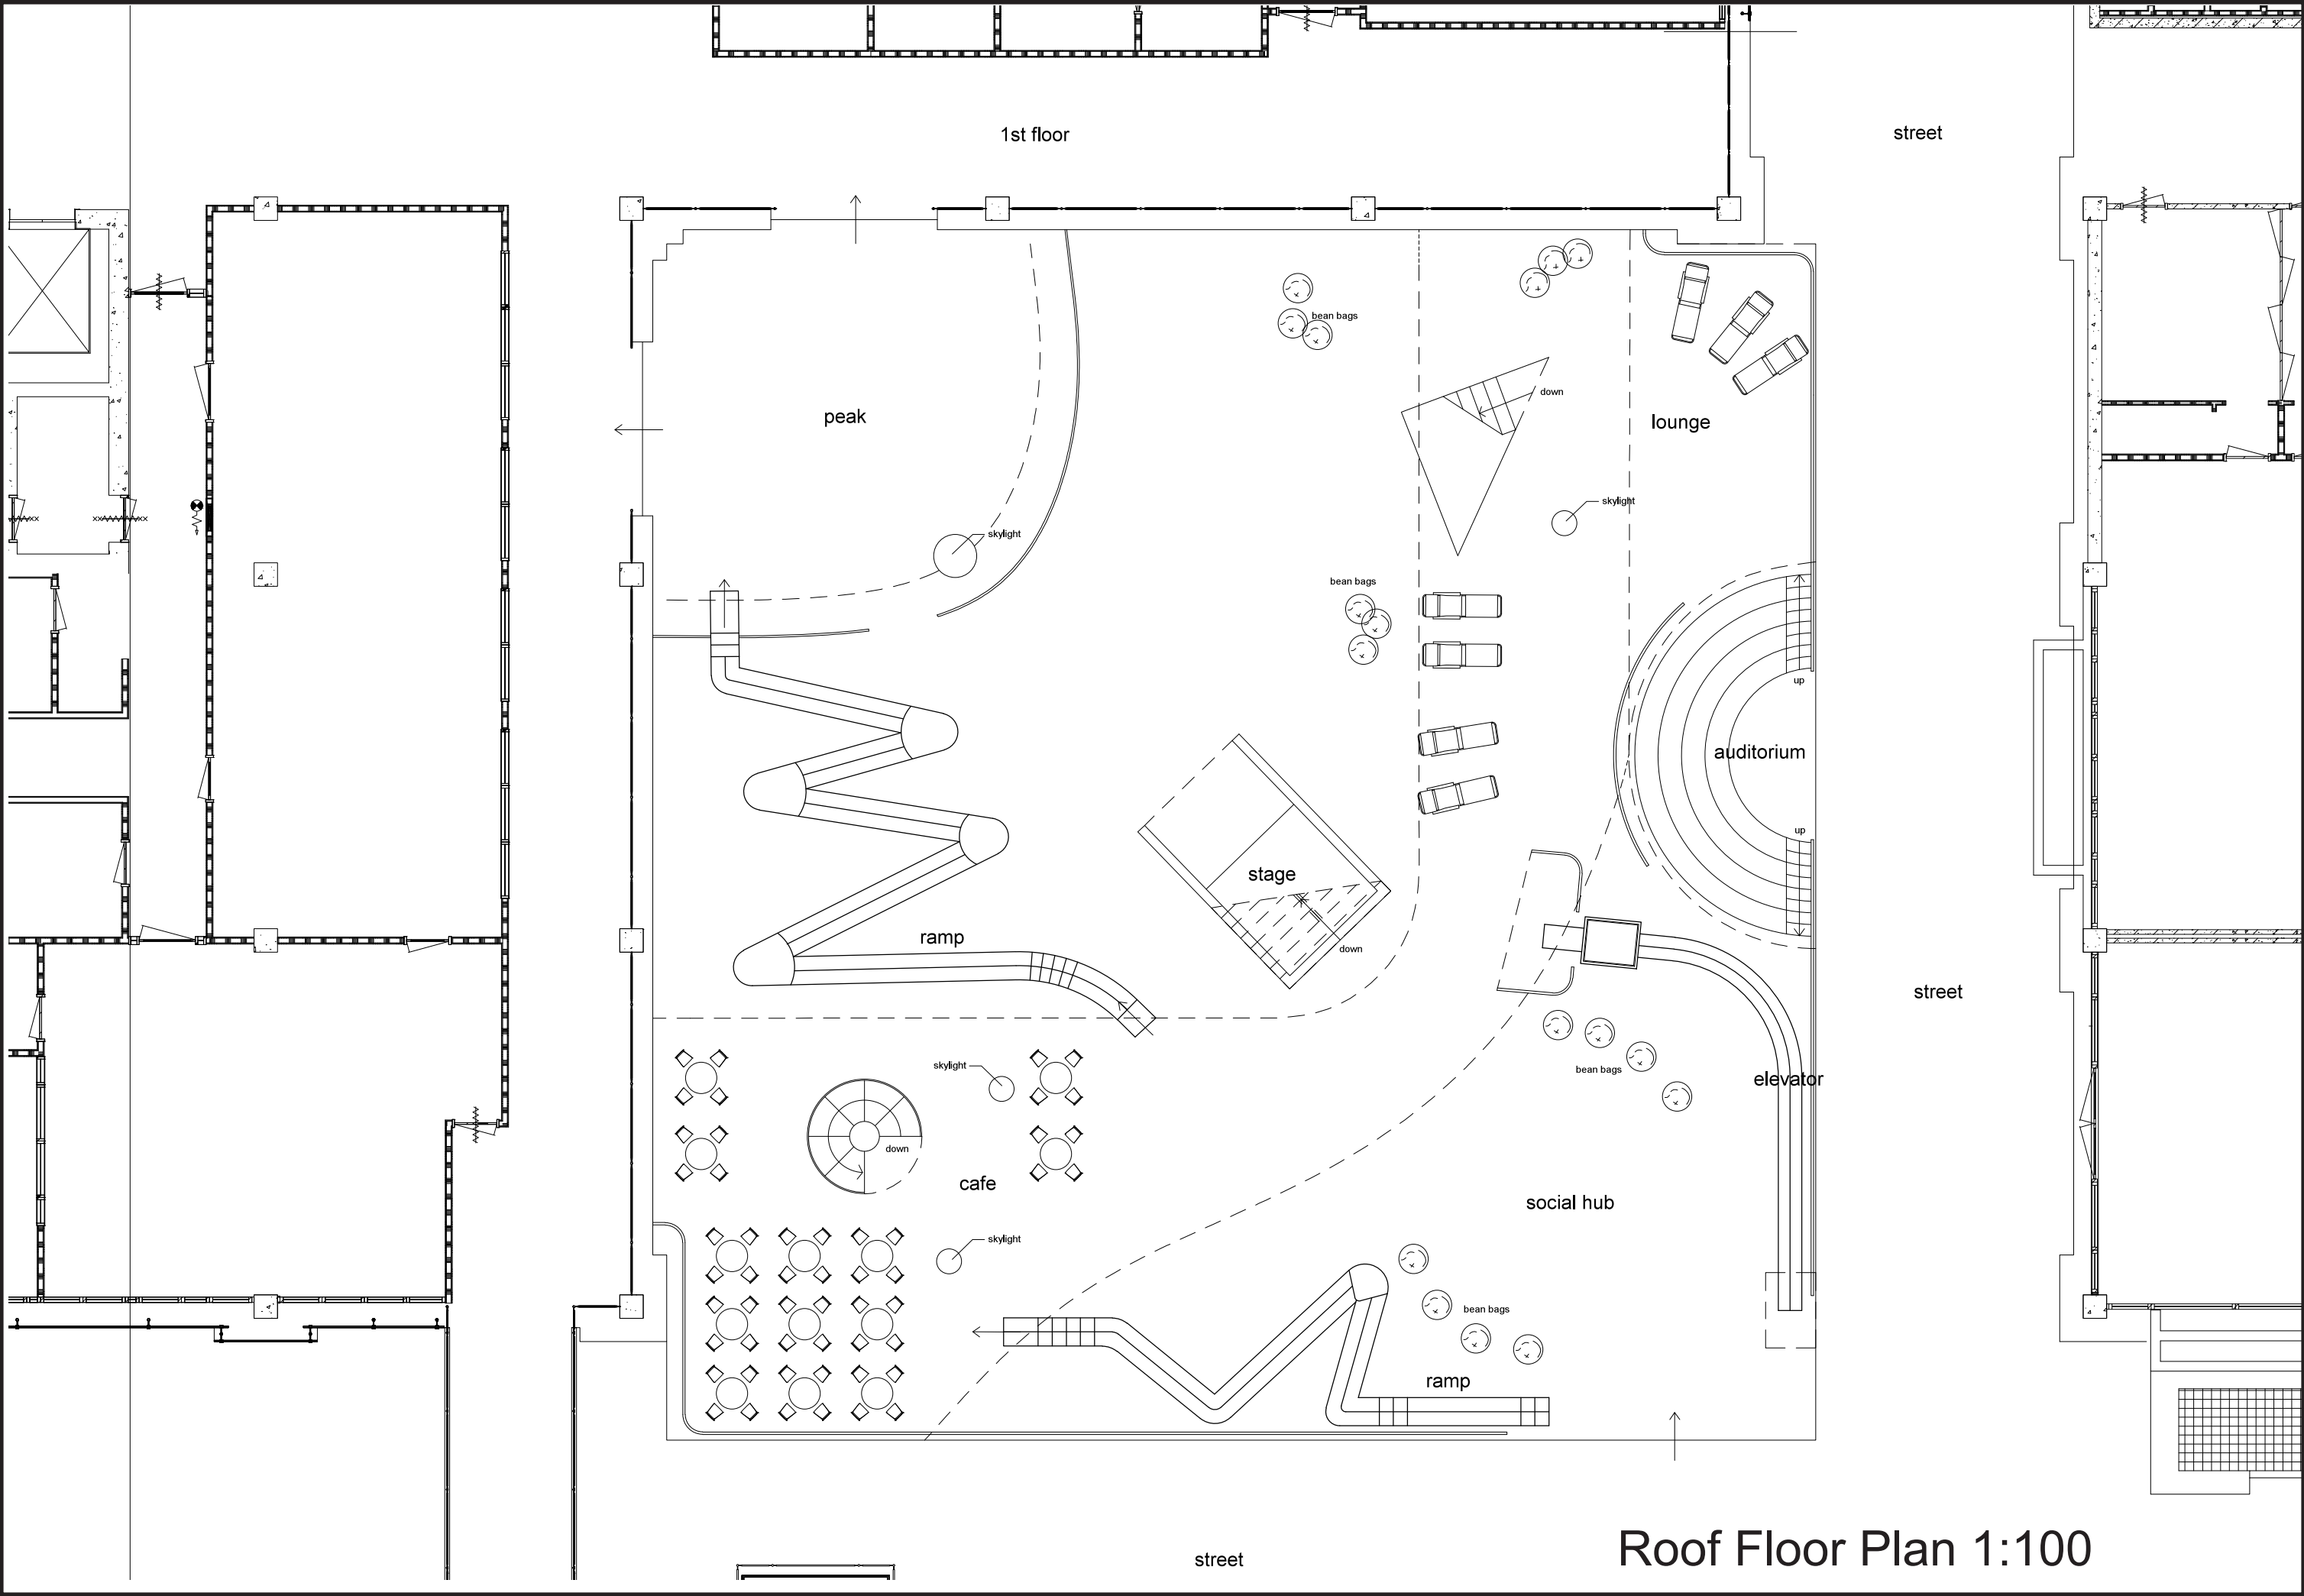 1st floor
street
bean bags
down
peak
lounge
skylight
skylight
bean bags
up
auditorium
up
stage
ramp
down
street
skylight
bean bags
elevator
down
cafe
social hub
skylight
bean bags
ramp
Roof Floor Plan 1:100
street